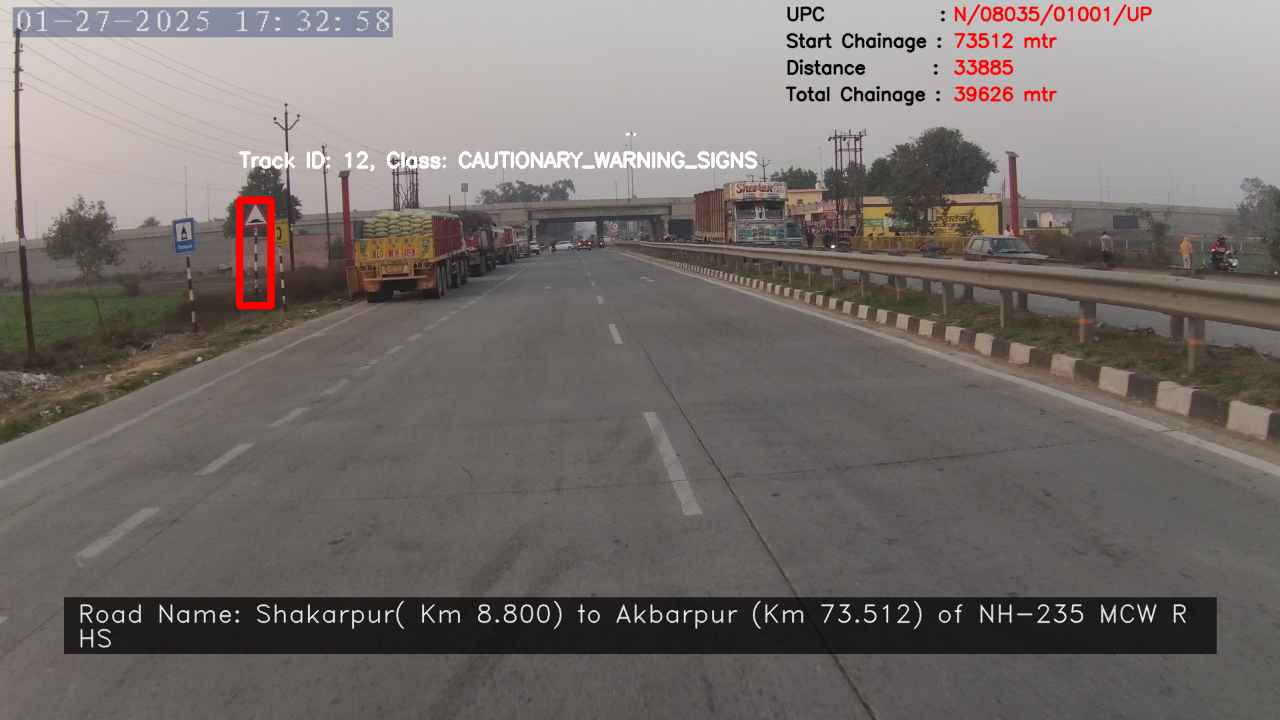 01-27-2025 17:32:58
UPC : N/08035/01001/UP
Start Chainage : 73512 mtr
Distance : 33885
Total Chainage : 39626 mtr
Track ID: 12, Class: CAUTIONARY_WARNING_SIGNS
Road Name: Shakarpur( Km 8.800) to Akbarpur (Km 73.512) of NH-235 MCW R
HS